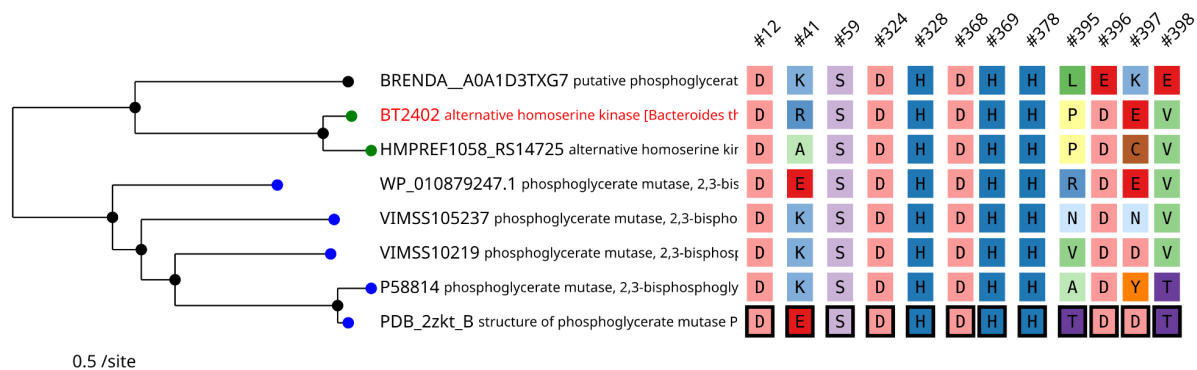 #12 #41 #59 #324 #328 #368 #369 #378 #395 #396 #397 #398
BRENDA__A0A1D3TXG7 putative phosphoglycerat D K S D H D H H L E K E
BT2402 alternative homoserine kinase [Bacteroides th D R S D H D H H P D E V
HMPREF1058_RS14725 alternative homoserine kin D A S D H D H H P D C V
WP_010879247.1 phosphoglycerate mutase, 2,3-bis D E S D H D H H R D E V
VIMSS105237 phosphoglycerate mutase, 2,3-bispho D K S D H D H H N D N V
VIMSS10219 phosphoglycerate mutase, 2,3-bisphosp D K S D H D H H V D D V
P58814 phosphoglycerate mutase, 2,3-bisphosphogly D K S D H D H H A D Y T
PDB_2zkt_B structure of phosphoglycerate mutase P D E S D H D H H T D D T
0.5 /site